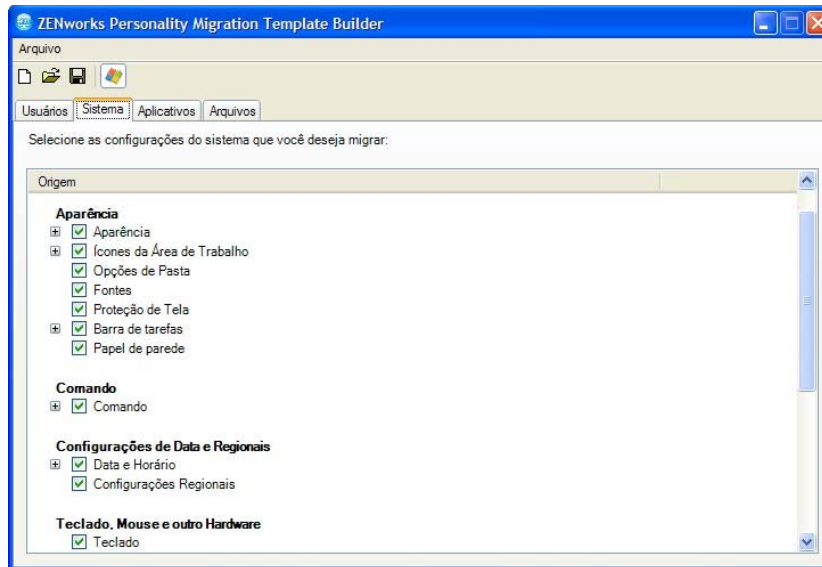 ZENworks Personality Migration Template Builder
Arquivo
Usuários Sistema Aplicativos Arquivos
Selecione as configurações do sistema que você deseja migrar:
Origem
Aparência
Aparência
Ícones da Área de Trabalho
Opções de Pasta
Fontes
Proteção de Tela
Barra de tarefas
Papel de parede
Comando
Comando
Configurações de Data e Regionais
Data e Horário
Configurações Regionais
Teclado, Mouse e outro Hardware
Teclado